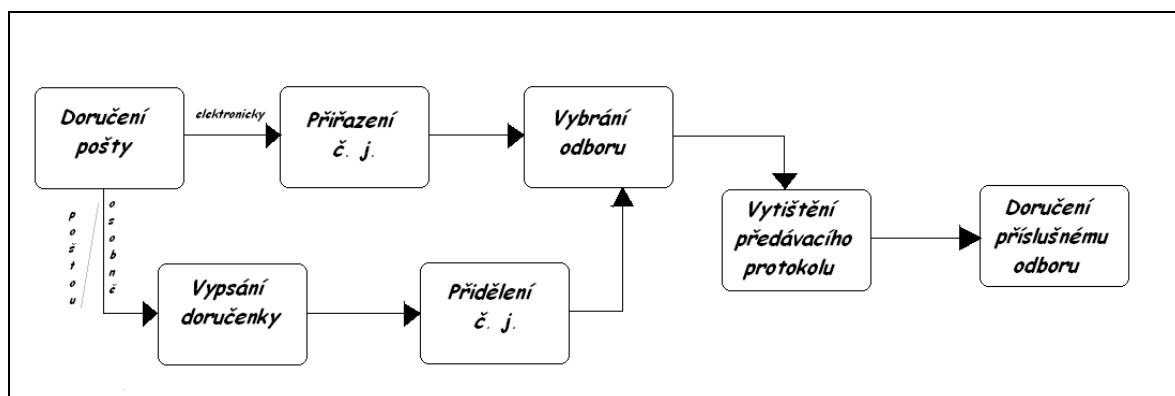 Doručení
pošty
elektronicky
Přiřazení
č. j.
Vybrání
odboru
poštou
osobně
Vypsání
doručenky
Přidělení
č. j.
Vytištění
předávacího
protokolu
Doručení
příslušnému
odboru